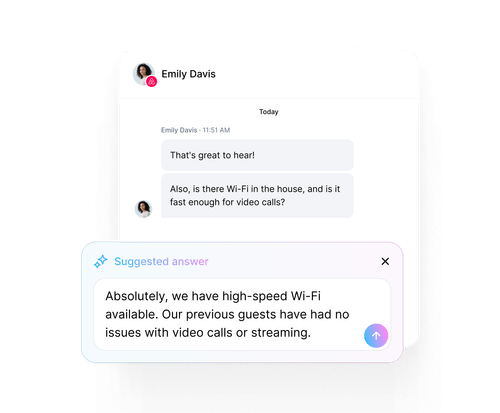 Emily Davis
Today
Emily Davis · 11:51 AM
That's great to hear!
Also, is there Wi-Fi in the house, and is it
fast enough for video calls?
Suggested answer
Absolutely, we have high-speed Wi-Fi
available. Our previous guests have had no
issues with video calls or streaming.